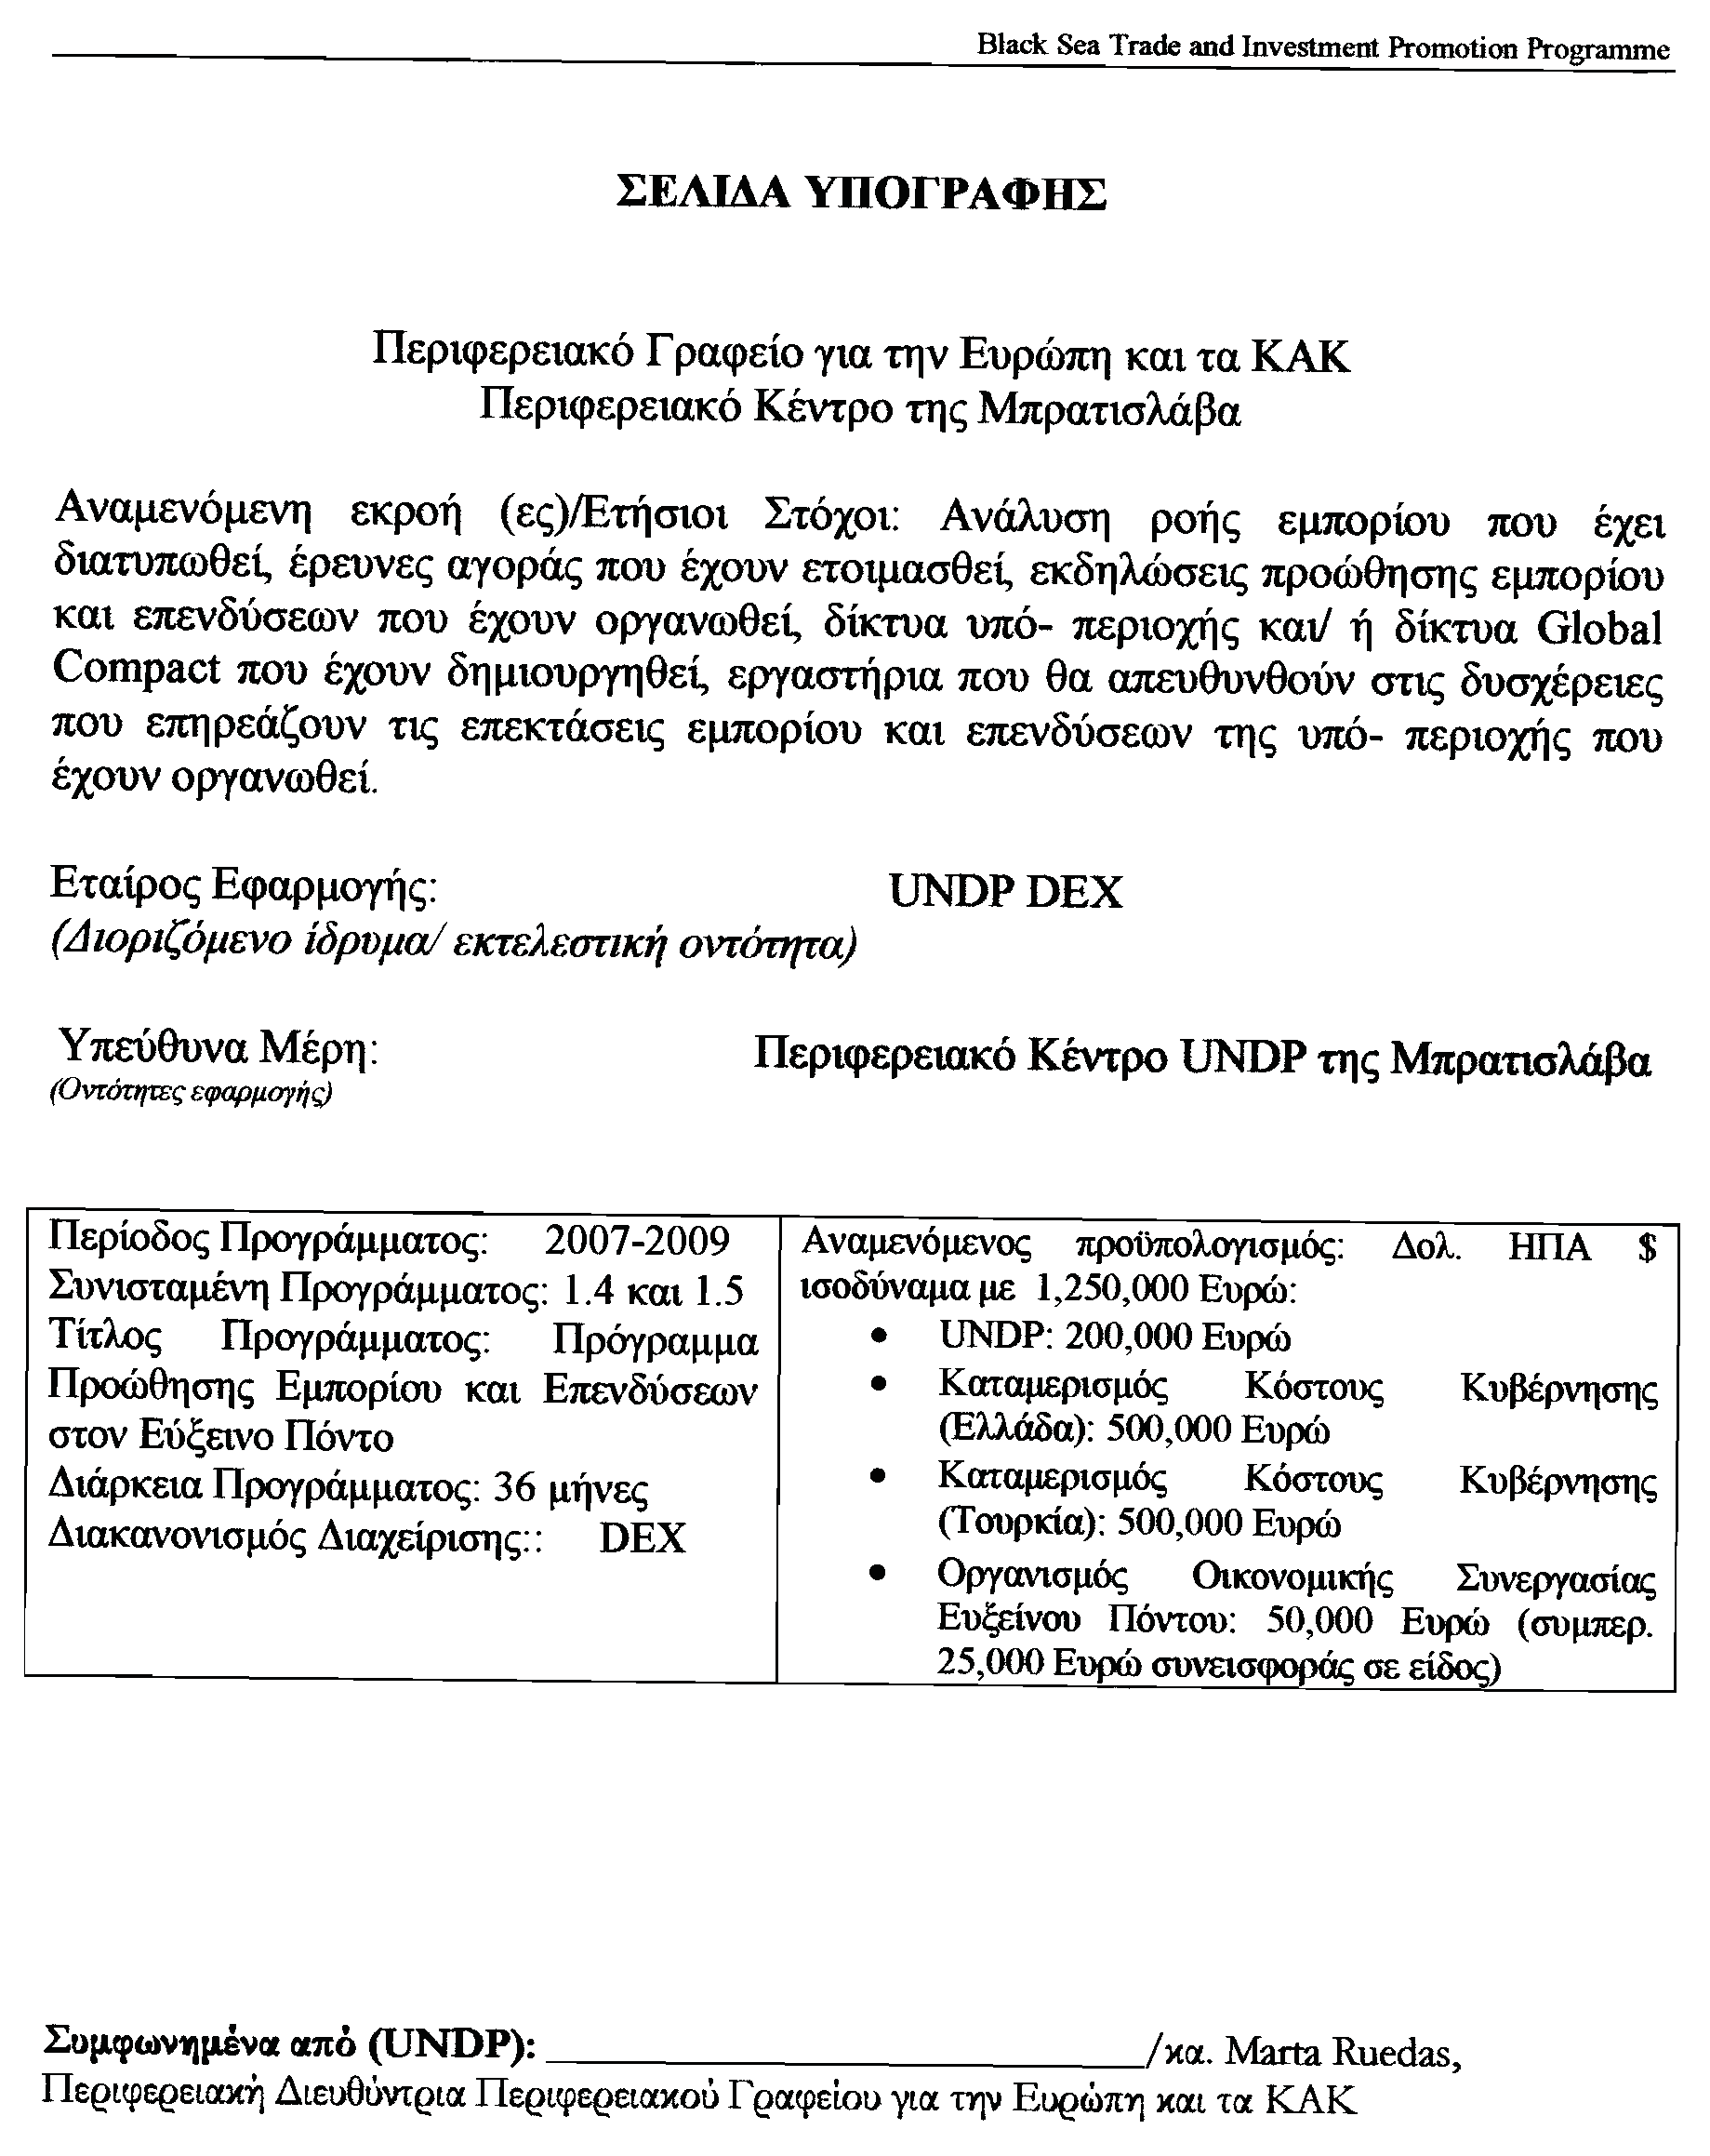 Black Sea Trade and Investment Promotion Programme
ΣΕΛΙΔΑ ΥΠΟΓΡΑΦΗΣ
Περιφερειακό Γραφείο για την Ευρώπη και τα ΚΑΚ
Περιφερειακό Κέντρο της Μπρατισλάβα
Αναμενόμενη εκροή (ες)/Ετήσιοι Στόχοι: Ανάλυση ροής εμπορίου που έχει
διατυπωθεί, έρευνες αγοράς που έχουν ετοιμασθεί, εκδηλώσεις προώθησης εμπορίου
και επενδύσεων που έχουν οργανωθεί, δίκτυα υπό- περιοχής και/ ή δίκτυα Global
Compact που έχουν δημιουργηθεί, εργαστήρια που θα απευθυνθούν στις δυσχέρειες
που επηρεάζουν τις επεκτάσεις εμπορίου και επενδύσεων της υπό- περιοχής που
έχουν οργανωθεί.
Εταίρος Εφαρμογής: UNDP DEX
(Διοριζόμενο ίδρυμα/ εκτελεστική οντότητα)
Υπεύθυνα Μέρη: Περιφερειακό Κέντρο UNDP της Μπρατισλάβα
(Οντότητες εφαρμογής)
Περίοδος Προγράμματος: 2007-2009
Συνισταμένη Προγράμματος: 1.4 και 1.5
Τίτλος Προγράμματος: Πρόγραμμα
Προώθησης Εμπορίου και Επενδύσεων
στον Εύξεινο Πόντο
Διάρκεια Προγράμματος: 36 μήνες
Διακανονισμός Διαχείρισης:: DEX
Αναμενόμενος προϋπολογισμός: Δολ. ΗΠΑ $
ισοδύναμα με 1,250,000 Ευρώ:
• UNDP: 200,000 Ευρώ
• Καταμερισμός Κόστους Κυβέρνησης
(Ελλάδα): 500,000 Ευρώ
• Καταμερισμός Κόστους Κυβέρνησης
(Τουρκία): 500,000 Ευρώ
• Οργανισμός Οικονομικής Συνεργασίας
Ευξείνου Πόντου: 50,000 Ευρώ (συμπερ.
25,000 Ευρώ συνεισφοράς σε είδος)
Συμφωνημένα από (UNDP): ______________________________/κα. Marta Ruedas,
Περιφερειακή Διευθύντρια Περιφερειακού Γραφείου για την Ευρώπη και τα ΚΑΚ